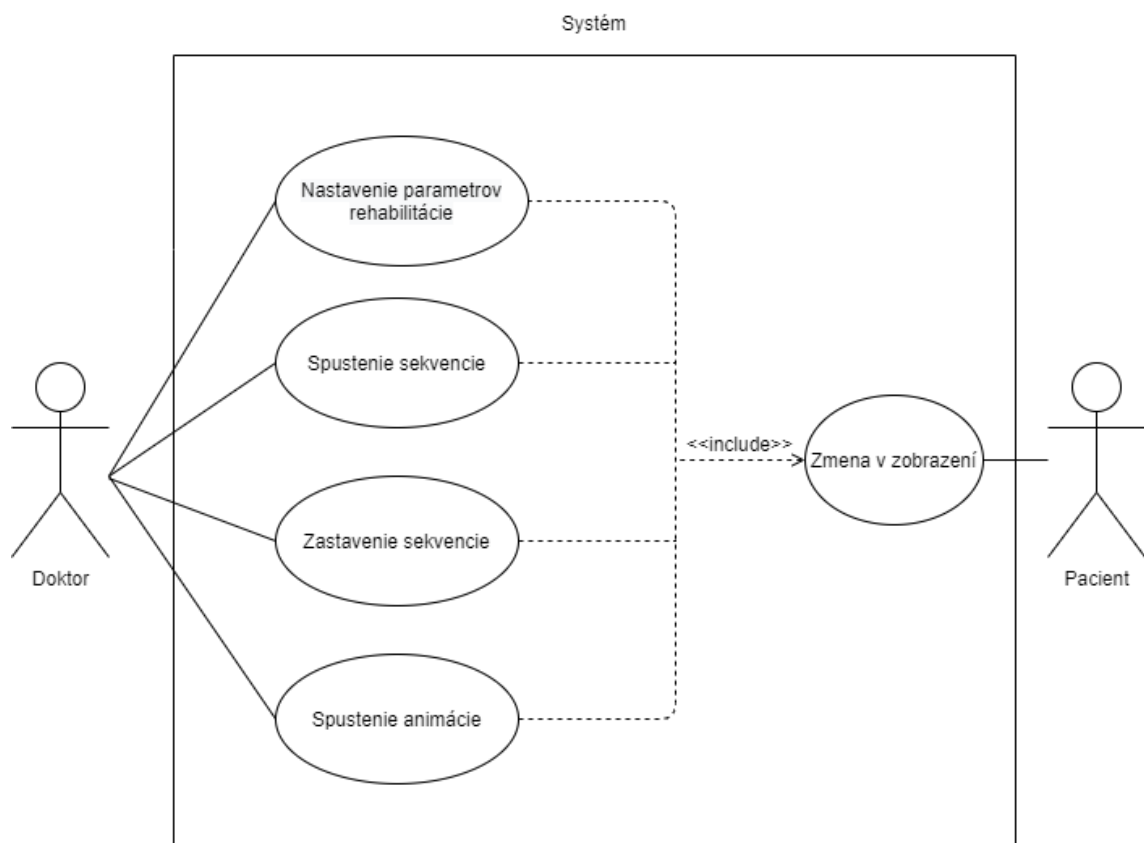 Systém
Nastavenie parametrov
rehabilitácie
Spustenie sekvencie
<<include>>
Zmena v zobrazení
Zastavenie sekvencie
Doktor
Pacient
Spustenie animácie